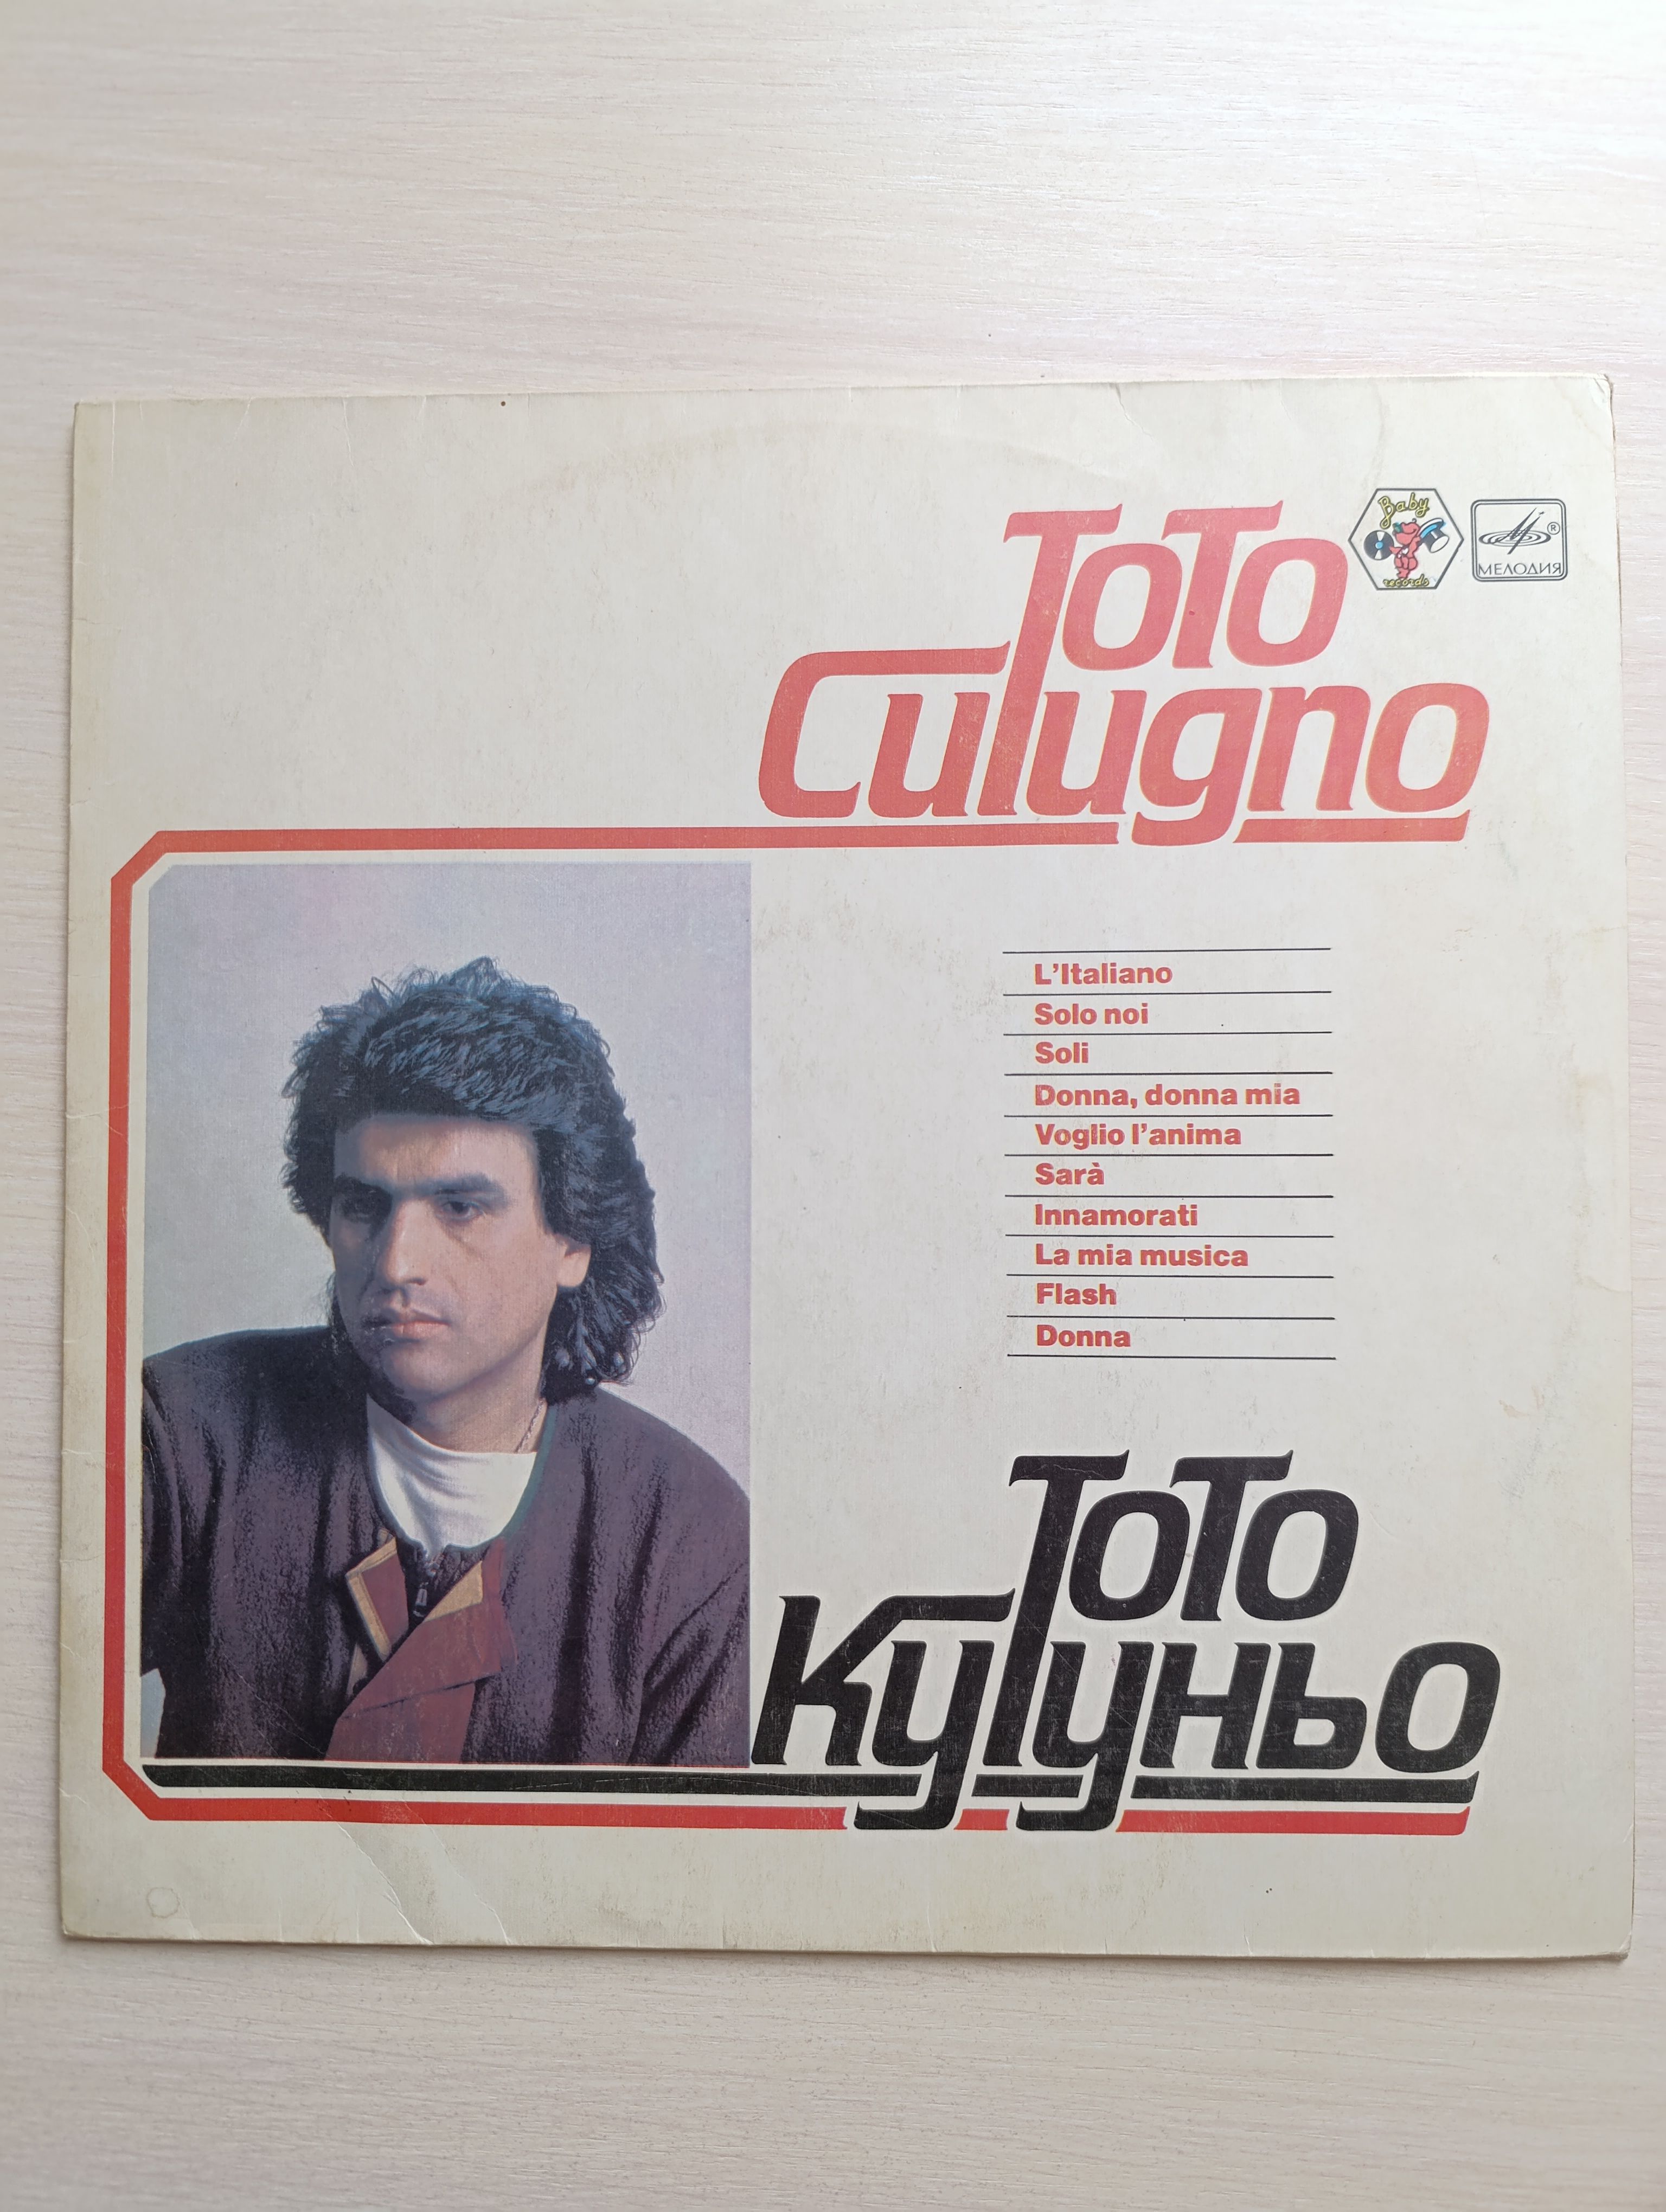 Toto
Cutugno
Baby
records
МЕЛОДИЯ
®
L'Italiano
Solo noi
Soli
Donna, donna mia
Voglio l'anima
Sarà
Innamorati
La mia musica
Flash
Donna
Тото
Кутуньо